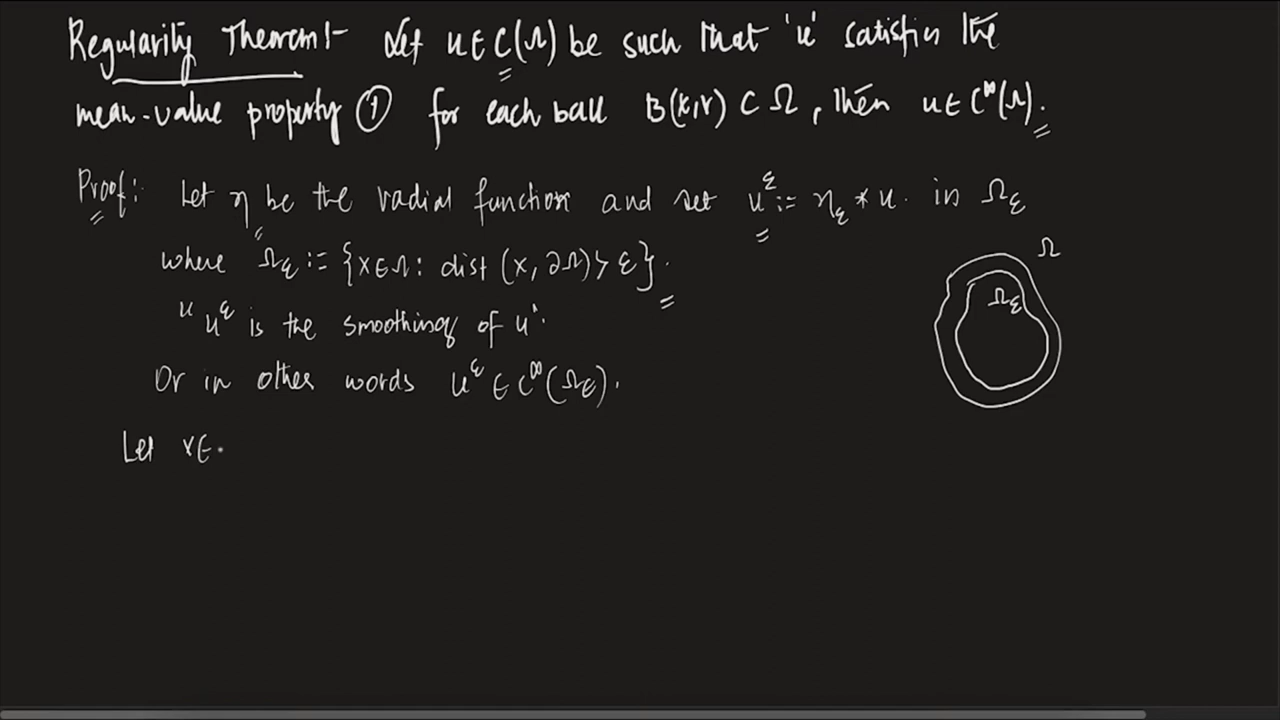 Regularity Theorem:- Let u∈C(Ω) be such that 'u' satisfies the
mean-value property ① for each ball B(x,r) ⊂ Ω, then u∈C^∞(Ω).
Proof:- Let η be the radial function and set u^ε := η_ε * u. in Ω_ε
where Ω_ε := {x∈Ω: dist (x, ∂Ω) > ε}.
Ω
Ω_ε
"u^ε is the smoothing of u".
Or in other words u^ε ∈ C^∞(Ω_ε).
Let x∈